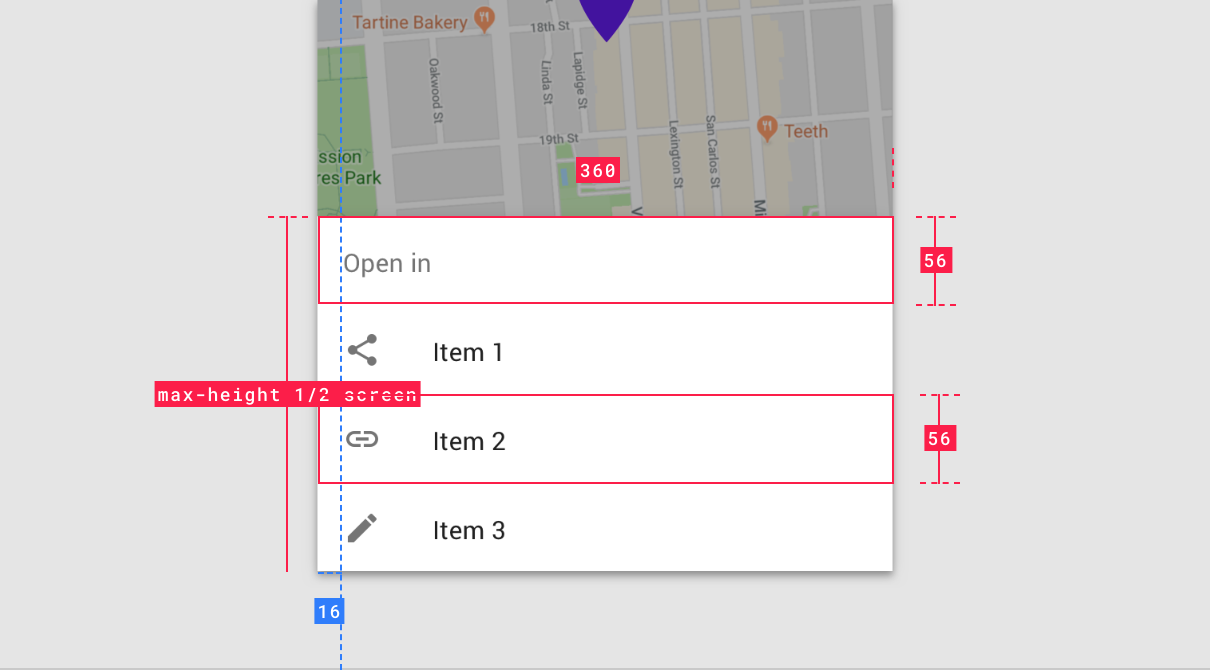 Tartine Bakery
18th St
Oakwood St
Linda St
Lapidge St
19th St
Lexington St
San Carlos St
Teeth
ssion
res Park
360
V
Mi
Open in
56
Item 1
max-height 1/2 screen
Item 2
56
Item 3
16